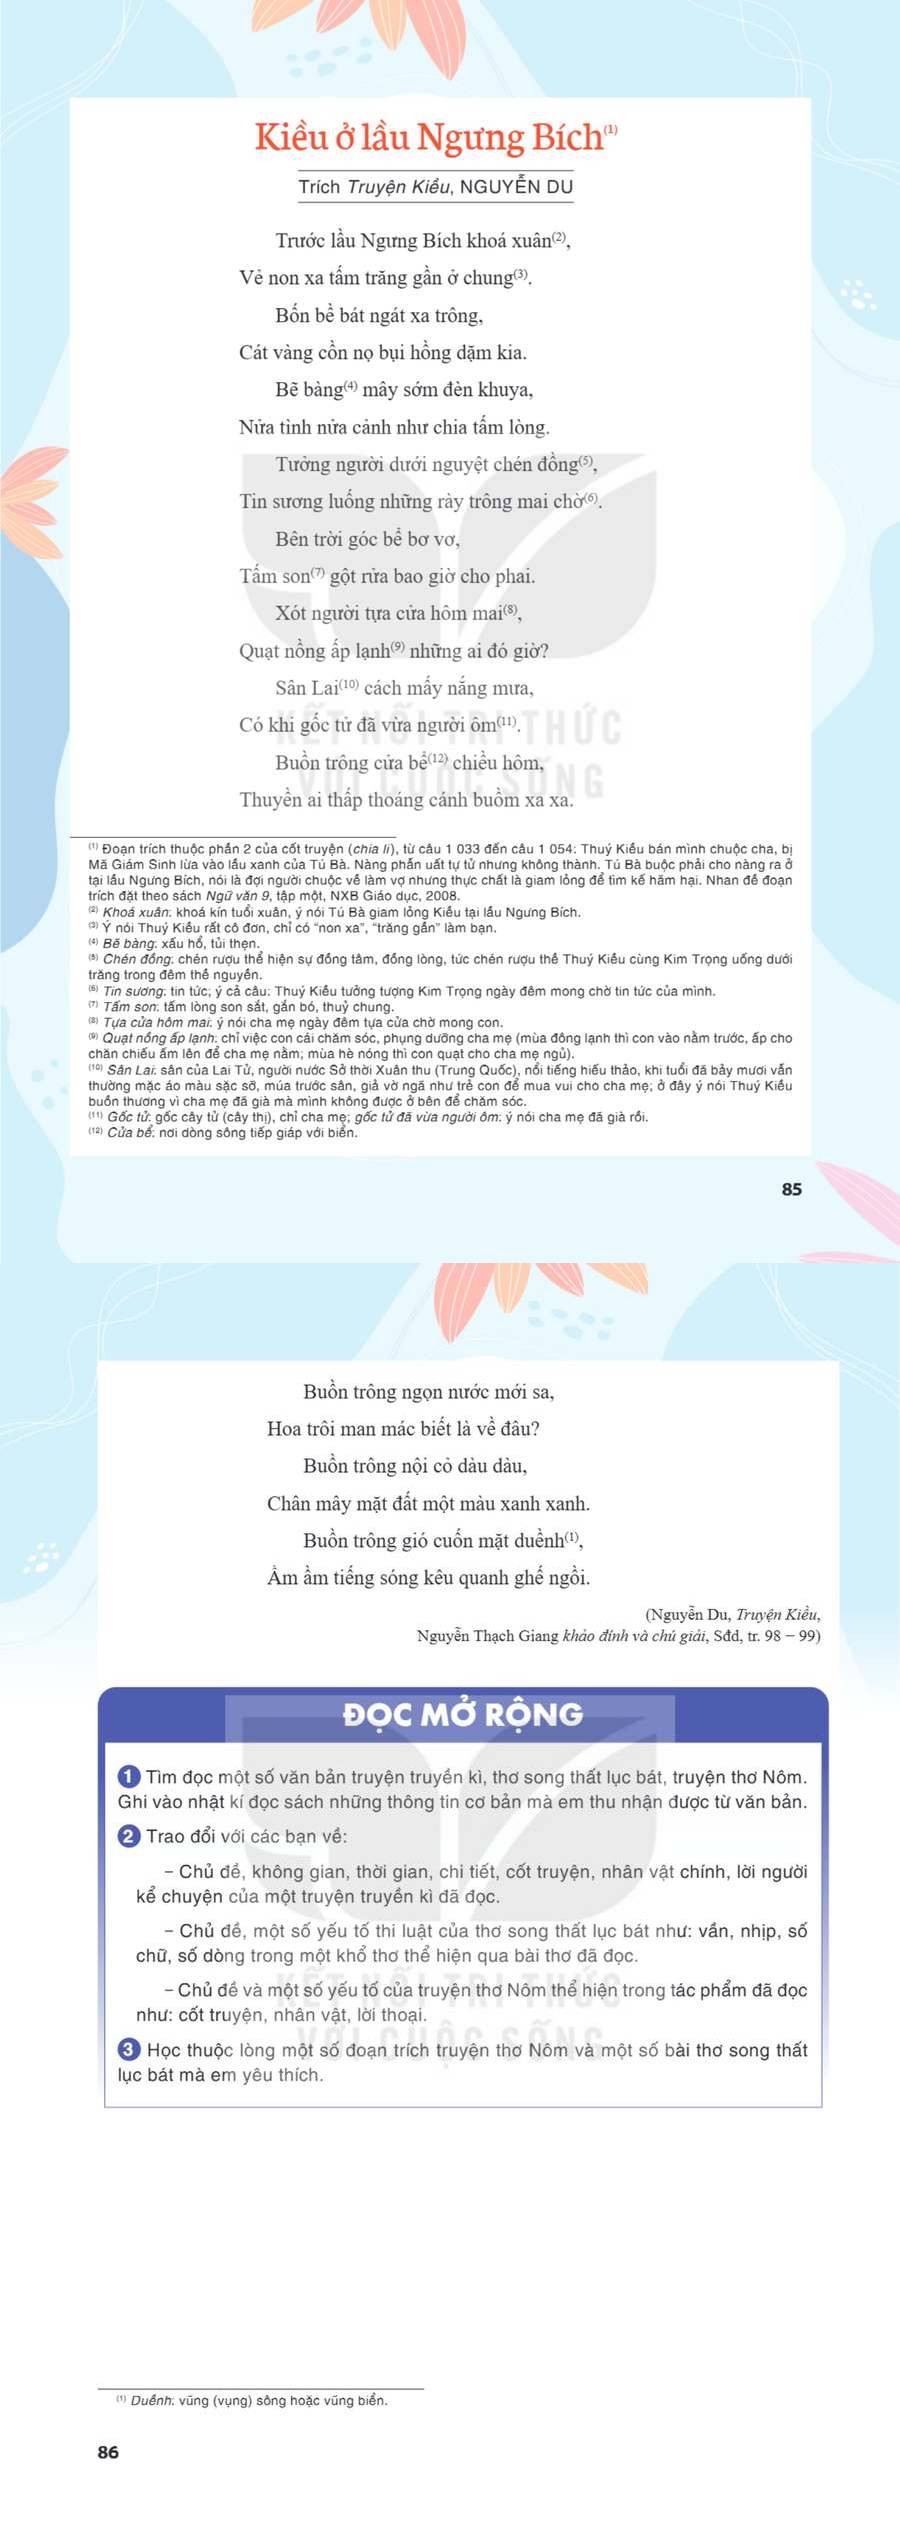 Kiều ở lầu Ngưng Bích⁽¹⁾
Trích Truyện Kiều, NGUYỄN DU
Trước lầu Ngưng Bích khoá xuân⁽²⁾,
Vẻ non xa tấm trăng gần ở chung⁽³⁾.
Bốn bề bát ngát xa trông,
Cát vàng cồn nọ bụi hồng dặm kia.
Bẽ bàng⁽⁴⁾ mây sớm đèn khuya,
Nửa tình nửa cảnh như chia tấm lòng.
Tưởng người dưới nguyệt chén đồng⁽⁵⁾,
Tin sương luống những rày trông mai chờ⁽⁶⁾.
Bên trời góc bể bơ vơ,
Tấm son⁽⁷⁾ gột rửa bao giờ cho phai.
Xót người tựa cửa hôm mai⁽⁸⁾,
Quạt nồng ấp lạnh⁽⁹⁾ những ai đó giờ?
Sân Lai⁽¹⁰⁾ cách mấy nắng mưa,
Có khi gốc tử đã vừa người ôm⁽¹¹⁾.
KẾT NỐI TRI THỨC
Buồn trông cửa bể⁽¹²⁾ chiều hôm,
VỚI CUỘC SỐNG
Thuyền ai thấp thoáng cánh buồm xa xa.
⁽¹⁾ Đoạn trích thuộc phần 2 của cốt truyện (chia li), từ câu 1 033 đến câu 1 054: Thuý Kiều bán mình chuộc cha, bị
Mã Giám Sinh lừa vào lầu xanh của Tú Bà. Nàng phẫn uất tự tử nhưng không thành. Tú Bà buộc phải cho nàng ra ở
tại lầu Ngưng Bích, nói là đợi người chuộc về làm vợ nhưng thực chất là giam lỏng để tìm kế hãm hại. Nhan đề đoạn
trích đặt theo sách Ngữ văn 9, tập một, NXB Giáo dục, 2008.
⁽²⁾ Khoá xuân: khoá kín tuổi xuân, ý nói Tú Bà giam lỏng Kiều tại lầu Ngưng Bích.
⁽³⁾ Ý nói Thuý Kiều rất cô đơn, chỉ có “non xa”, “trăng gần” làm bạn.
⁽⁴⁾ Bẽ bàng: xấu hổ, tủi thẹn.
⁽⁵⁾ Chén đồng: chén rượu thể hiện sự đồng tâm, đồng lòng, tức chén rượu thề Thuý Kiều cùng Kim Trọng uống dưới
trăng trong đêm thề nguyền.
⁽⁶⁾ Tin sương: tin tức; ý cả câu: Thuý Kiều tưởng tượng Kim Trọng ngày đêm mong chờ tin tức của mình.
⁽⁷⁾ Tấm son: tấm lòng son sắt, gắn bó, thuỷ chung.
⁽⁸⁾ Tựa cửa hôm mai: ý nói cha mẹ ngày đêm tựa cửa chờ mong con.
⁽⁹⁾ Quạt nồng ấp lạnh: chỉ việc con cái chăm sóc, phụng dưỡng cha mẹ (mùa đông lạnh thì con vào nằm trước, ấp cho
chăn chiếu ấm lên để cha mẹ nằm; mùa hè nóng thì con quạt cho cha mẹ ngủ).
⁽¹⁰⁾ Sân Lai: sân của Lai Tử, người nước Sở thời Xuân thu (Trung Quốc), nổi tiếng hiếu thảo, khi tuổi đã bảy mươi vẫn
thường mặc áo màu sặc sỡ, múa trước sân, giả vờ ngã như trẻ con để mua vui cho cha mẹ; ở đây ý nói Thuý Kiều
buồn thương vì cha mẹ đã già mà mình không được ở bên để chăm sóc.
⁽¹¹⁾ Gốc tử: gốc cây tử (cây thị), chỉ cha mẹ; gốc tử đã vừa người ôm: ý nói cha mẹ đã già rồi.
⁽¹²⁾ Cửa bể: nơi dòng sông tiếp giáp với biển.
85
Buồn trông ngọn nước mới sa,
Hoa trôi man mác biết là về đâu?
Buồn trông nội cỏ dàu dàu,
Chân mây mặt đất một màu xanh xanh.
Buồn trông gió cuốn mặt duềnh⁽¹⁾,
Ầm ầm tiếng sóng kêu quanh ghế ngồi.
(Nguyễn Du, Truyện Kiều,
Nguyễn Thạch Giang khảo đính và chú giải, Sđd, tr. 98 – 99)
ĐỌC MỞ RỘNG
1 Tìm đọc một số văn bản truyện truyền kì, thơ song thất lục bát, truyện thơ Nôm.
Ghi vào nhật kí đọc sách những thông tin cơ bản mà em thu nhận được từ văn bản.
2 Trao đổi với các bạn về:
– Chủ đề, không gian, thời gian, chi tiết, cốt truyện, nhân vật chính, lời người
kể chuyện của một truyện truyền kì đã đọc.
– Chủ đề, một số yếu tố thi luật của thơ song thất lục bát như: vần, nhịp, số
chữ, số dòng trong một khổ thơ thể hiện qua bài thơ đã đọc.
– Chủ đề và một số yếu tố của truyện thơ Nôm thể hiện trong tác phẩm đã đọc
KẾT NỐI TRI THỨC
như: cốt truyện, nhân vật, lời thoại.
VỚI CUỘC SỐNG
3 Học thuộc lòng một số đoạn trích truyện thơ Nôm và một số bài thơ song thất
lục bát mà em yêu thích.
⁽¹⁾ Duềnh: vũng (vụng) sông hoặc vũng biển.
86